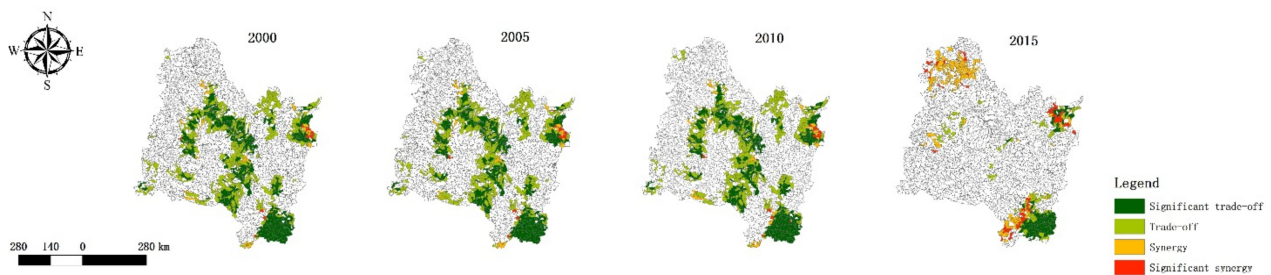 N
W E
S
2000
2005
2010
2015
Legend
Significant trade-off
Trade-off
Synergy
Significant synergy
280 140 0 280 km